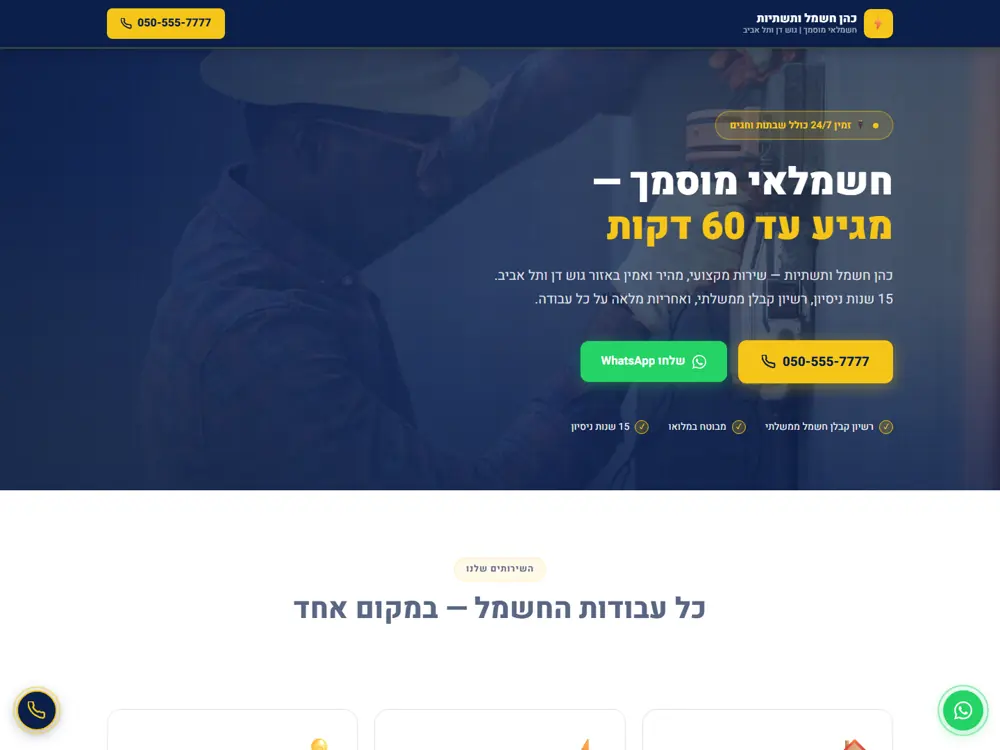 כהן חשמל ותשתיות
חשמלאי מוסמך | גוש דן ותל אביב
050-555-7777
זמין 24/7 כולל שבתות וחגים
חשמלאי מוסמך —
מגיע עד 60 דקות
כהן חשמל ותשתיות — שירות מקצועי, מהיר ואמין באזור גוש דן ותל אביב.
15 שנות ניסיון, רשיון קבלן ממשלתי, ואחריות מלאה על כל עבודה.
050-555-7777
שלחו WhatsApp
רשיון קבלן חשמל ממשלתי
מבוטח במלואו
15 שנות ניסיון
השירותים שלנו
כל עבודות החשמל — במקום אחד